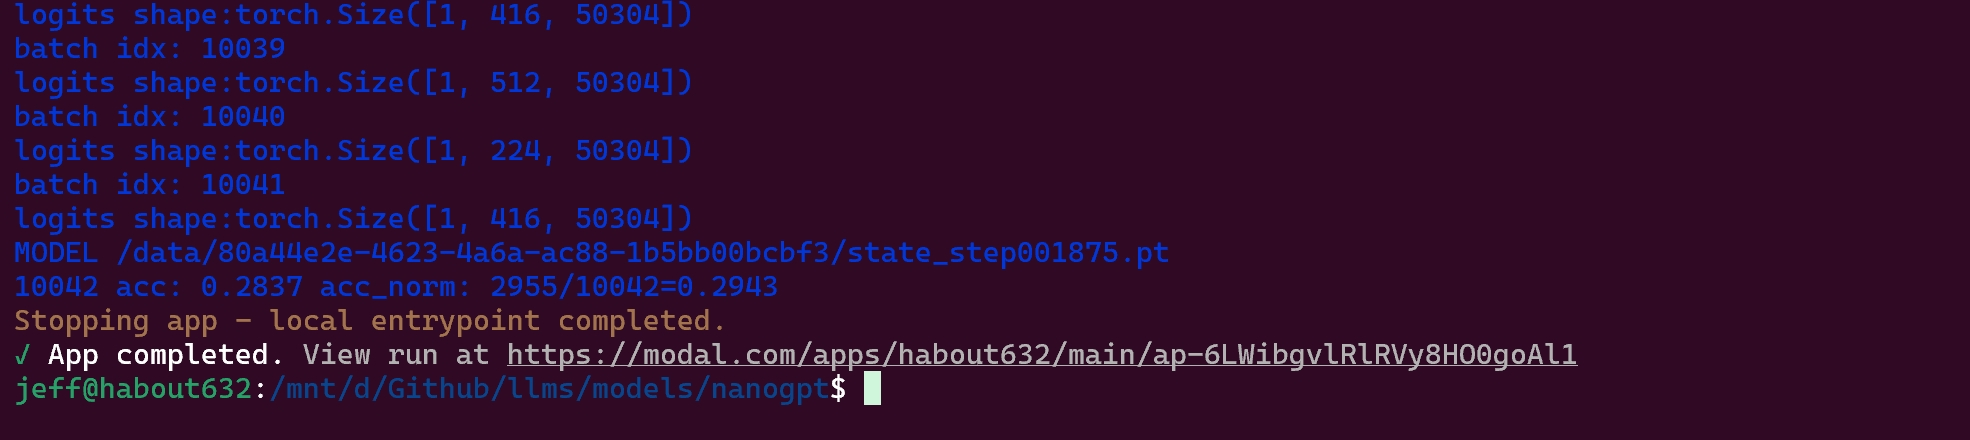 logits shape:torch.Size([1, 416, 50304])
batch idx: 10039
logits shape:torch.Size([1, 512, 50304])
batch idx: 10040
logits shape:torch.Size([1, 224, 50304])
batch idx: 10041
logits shape:torch.Size([1, 416, 50304])
MODEL /data/80a44e2e-4623-4a6a-ac88-1b5bb00bcbf3/state_step001875.pt
10042 acc: 0.2837 acc_norm: 2955/10042=0.2943
Stopping app - local entrypoint completed.
✓ App completed. View run at https://modal.com/apps/habout632/main/ap-6LWibgvlRlRVy8HO0goAl1
jeff@habout632:/mnt/d/Github/llms/models/nanogpt$